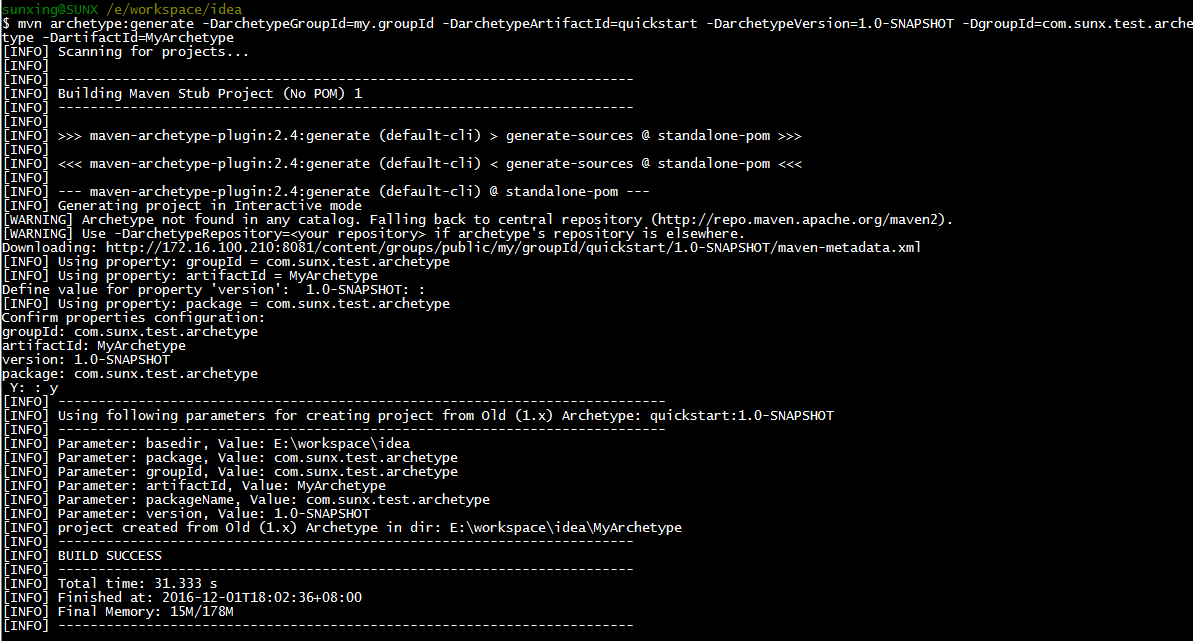 sunxing@SUNX /e/workspace/idea
$ mvn archetype:generate -DarchetypeGroupId=my.groupId -DarchetypeArtifactId=quickstart -DarchetypeVersion=1.0-SNAPSHOT -DgroupId=com.sunx.test.arche
type -DartifactId=MyArchetype
[INFO] Scanning for projects...
[INFO]
[INFO] ------------------------------------------------------------------------
[INFO] Building Maven Stub Project (No POM) 1
[INFO] ------------------------------------------------------------------------
[INFO]
[INFO] >>> maven-archetype-plugin:2.4:generate (default-cli) > generate-sources @ standalone-pom >>>
[INFO]
[INFO] <<< maven-archetype-plugin:2.4:generate (default-cli) < generate-sources @ standalone-pom <<<
[INFO]
[INFO] --- maven-archetype-plugin:2.4:generate (default-cli) @ standalone-pom ---
[INFO] Generating project in Interactive mode
[WARNING] Archetype not found in any catalog. Falling back to central repository (http://repo.maven.apache.org/maven2).
[WARNING] Use -DarchetypeRepository=<your repository> if archetype's repository is elsewhere.
Downloading: http://172.16.100.210:8081/content/groups/public/my/groupId/quickstart/1.0-SNAPSHOT/maven-metadata.xml
[INFO] Using property: groupId = com.sunx.test.archetype
[INFO] Using property: artifactId = MyArchetype
Define value for property 'version':  1.0-SNAPSHOT: :
[INFO] Using property: package = com.sunx.test.archetype
Confirm properties configuration:
groupId: com.sunx.test.archetype
artifactId: MyArchetype
version: 1.0-SNAPSHOT
package: com.sunx.test.archetype
 Y: : y
[INFO] ----------------------------------------------------------------------------
[INFO] Using following parameters for creating project from Old (1.x) Archetype: quickstart:1.0-SNAPSHOT
[INFO] ----------------------------------------------------------------------------
[INFO] Parameter: basedir, Value: E:\workspace\idea
[INFO] Parameter: package, Value: com.sunx.test.archetype
[INFO] Parameter: groupId, Value: com.sunx.test.archetype
[INFO] Parameter: artifactId, Value: MyArchetype
[INFO] Parameter: packageName, Value: com.sunx.test.archetype
[INFO] Parameter: version, Value: 1.0-SNAPSHOT
[INFO] project created from Old (1.x) Archetype in dir: E:\workspace\idea\MyArchetype
[INFO] ------------------------------------------------------------------------
[INFO] BUILD SUCCESS
[INFO] ------------------------------------------------------------------------
[INFO] Total time: 31.333 s
[INFO] Finished at: 2016-12-01T18:02:36+08:00
[INFO] Final Memory: 15M/178M
[INFO] ------------------------------------------------------------------------